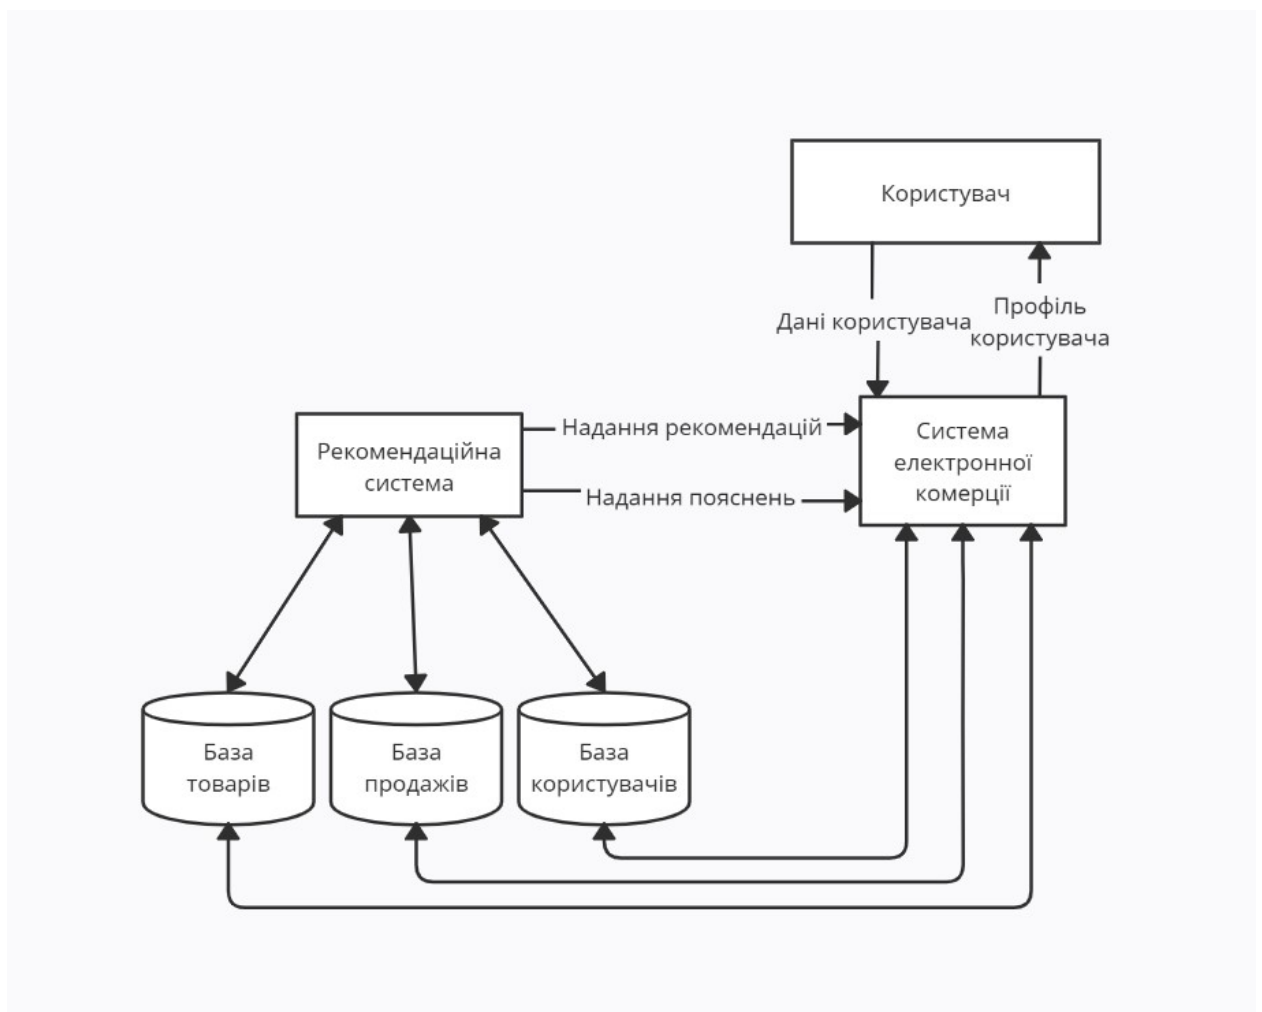 Користувач
Дані користувача
Профіль
користувача
Рекомендаційна
система
Надання рекомендацій
Надання пояснень
Система
електронної
комерції
База
товарів
База
продажів
База
користувачів